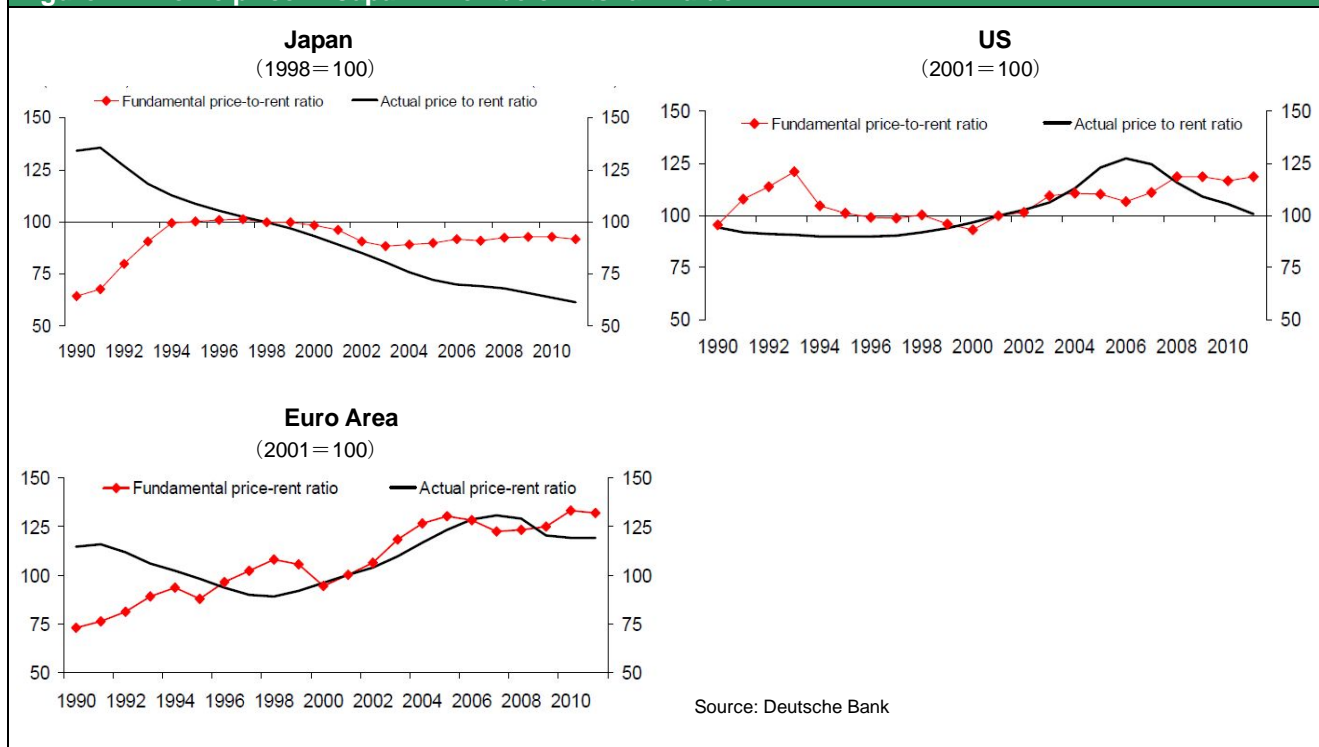 Japan
（1998＝100）
Fundamental price-to-rent ratio
Actual price to rent ratio
150 150
125 125
100 100
75 75
50 50
1990 1992 1994 1996 1998 2000 2002 2004 2006 2008 2010
US
（2001＝100）
Fundamental price-to-rent ratio
Actual price to rent ratio
150 150
125 125
100 100
75 75
50 50
1990 1992 1994 1996 1998 2000 2002 2004 2006 2008 2010
Euro Area
（2001＝100）
Fundamental price-rent ratio
Actual price-rent ratio
150 150
125 125
100 100
75 75
50 50
1990 1992 1994 1996 1998 2000 2002 2004 2006 2008 2010
Source: Deutsche Bank